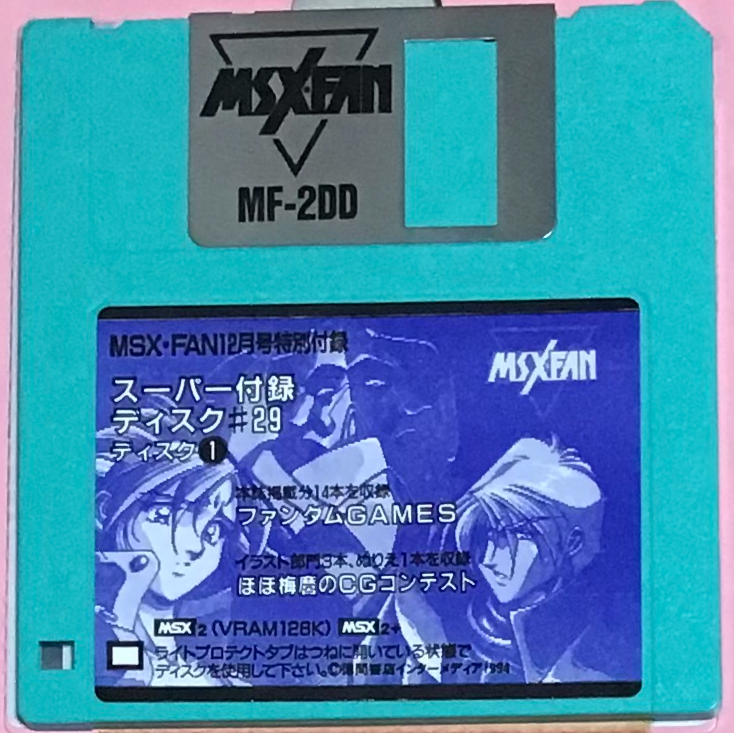 MSX・FAN
MF-2DD
MSX・FAN12月号特別付録
MSX・FAN
スーパー付録
ディスク#29
ディスク1
本誌掲載分14本を収録
ファンダムGAMES
イラスト部門3本、ぬりえ1本を収録
ほほ梅麿のCGコンテスト
MSX2(VRAM128K) MSX2+
ライトプロテクトタブはつねに開いている状態で
ディスクを使用して下さい。©徳間書店インターメディア1994